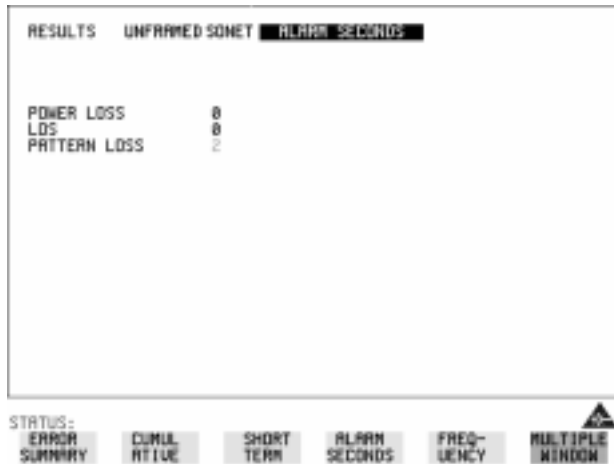 RESULTS UNFRAMED SONET ALARM SECONDS
POWER LOSS 0
LOS 0
PATTERN LOSS 2
STATUS:
ERROR SUMMARY CUMUL ATIVE SHORT TERM ALARM SECONDS FREQ- UENCY MULTIPLE WINDOW